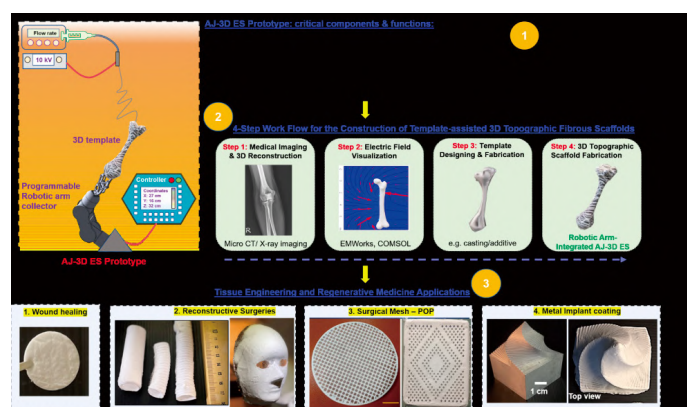 AJ-3D ES Prototype: critical components & functions:
1
Flow rate
10 kV
3D template
Programmable
Robotic arm
collector
Controller
Coordinates
X: 27 cm
Y: 14 cm
Z: 32 cm
AJ-3D ES Prototype
2
4-Step Work Flow for the Construction of Template-assisted 3D Topographic Fibrous Scaffolds
Step 1: Medical Imaging
& 3D Reconstruction
R
Micro CT/ X-ray imaging
Step 2: Electric Field
Visualization
EMWorks, COMSOL
Step 3: Template
Designing & Fabrication
e.g. casting/additive
Step 4: 3D Topographic
Scaffold Fabrication
Robotic Arm-
Integrated AJ-3D ES
Tissue Engineering and Regenerative Medicine Applications
3
1. Wound healing
2. Reconstructive Surgeries
3. Surgical Mesh – POP
4. Metal Implant coating
1 cm
Top view